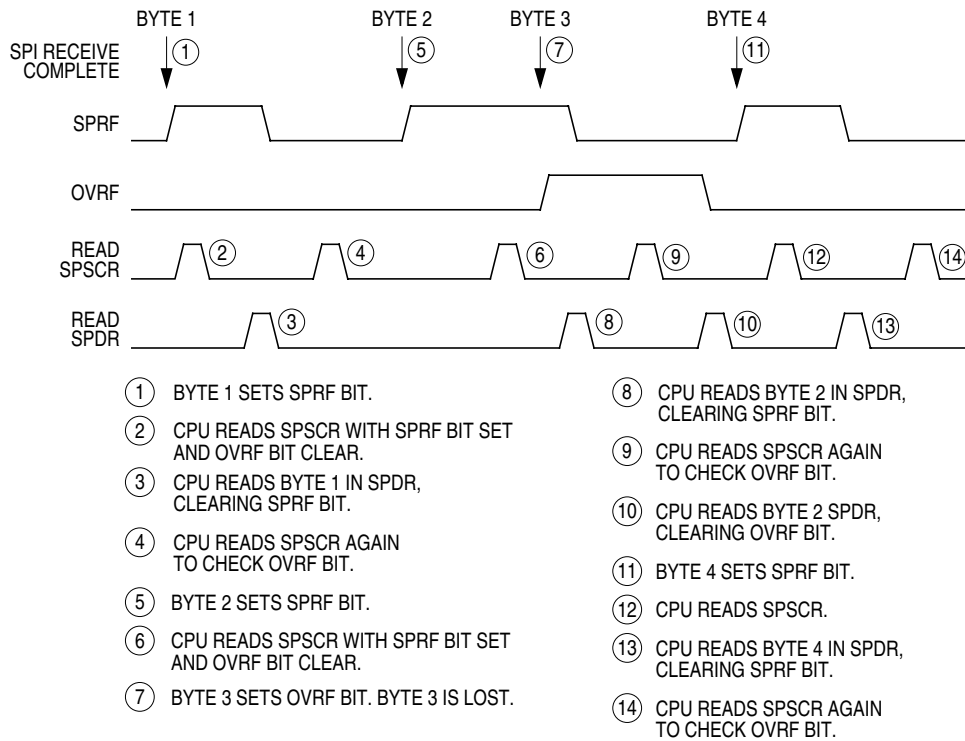 BYTE 1 BYTE 2 BYTE 3 BYTE 4
SPI RECEIVE
COMPLETE
1 5 7 11
SPRF
OVRF
READ
SPSCR
2 4 6 9 12 14
READ
SPDR
3 8 10 13
1 BYTE 1 SETS SPRF BIT.
2 CPU READS SPSCR WITH SPRF BIT SET
AND OVRF BIT CLEAR.
3 CPU READS BYTE 1 IN SPDR,
CLEARING SPRF BIT.
4 CPU READS SPSCR AGAIN
TO CHECK OVRF BIT.
5 BYTE 2 SETS SPRF BIT.
6 CPU READS SPSCR WITH SPRF BIT SET
AND OVRF BIT CLEAR.
7 BYTE 3 SETS OVRF BIT. BYTE 3 IS LOST.
8 CPU READS BYTE 2 IN SPDR,
CLEARING SPRF BIT.
9 CPU READS SPSCR AGAIN
TO CHECK OVRF BIT.
10 CPU READS BYTE 2 SPDR,
CLEARING OVRF BIT.
11 BYTE 4 SETS SPRF BIT.
12 CPU READS SPSCR.
13 CPU READS BYTE 4 IN SPDR,
CLEARING SPRF BIT.
14 CPU READS SPSCR AGAIN
TO CHECK OVRF BIT.